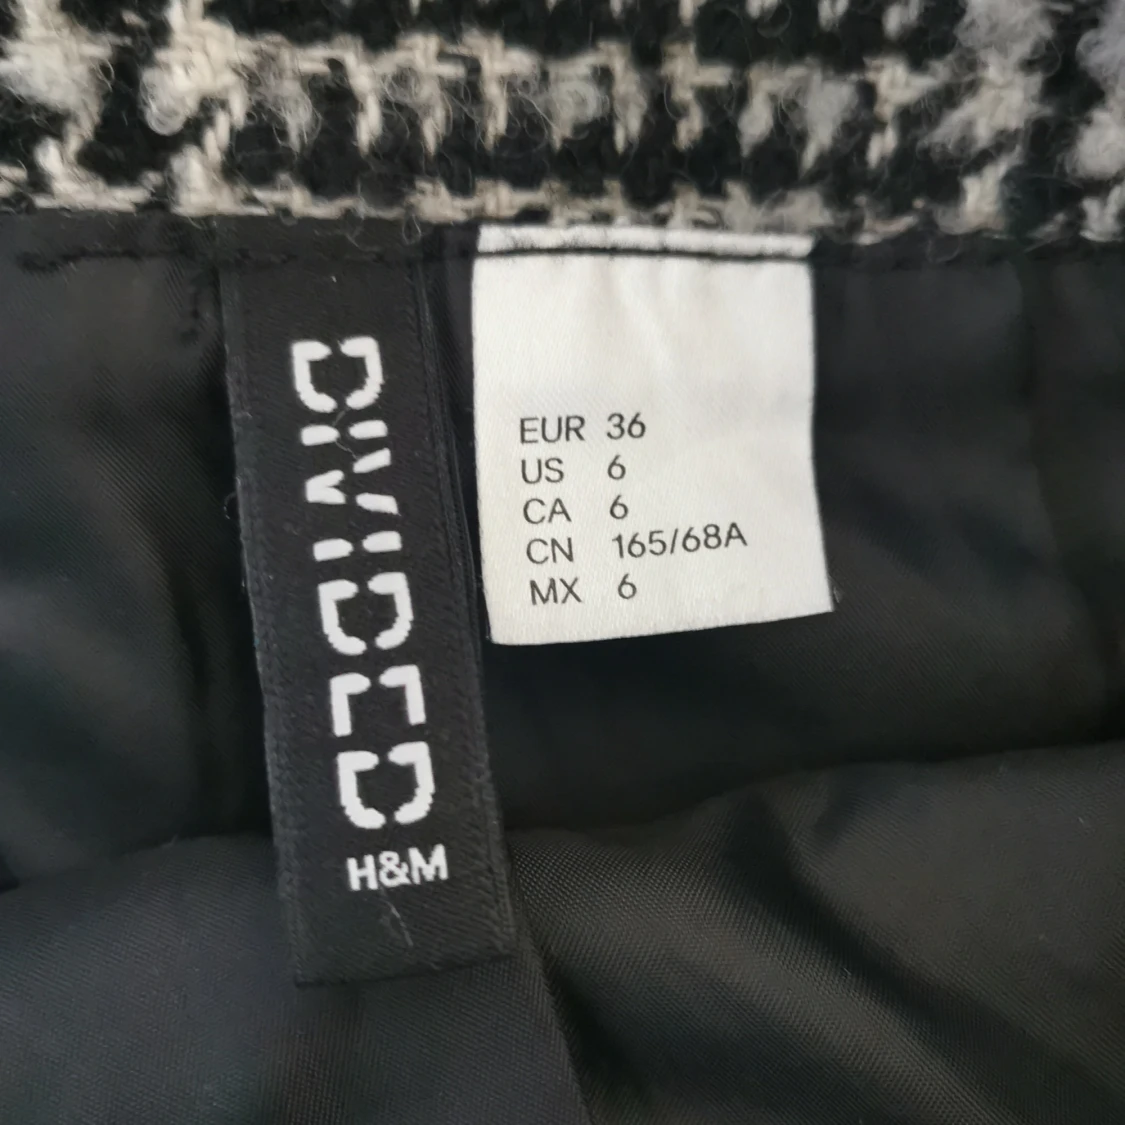 DIVIDED
H&M
EUR 36
US 6
CA 6
CN 165/68A
MX 6